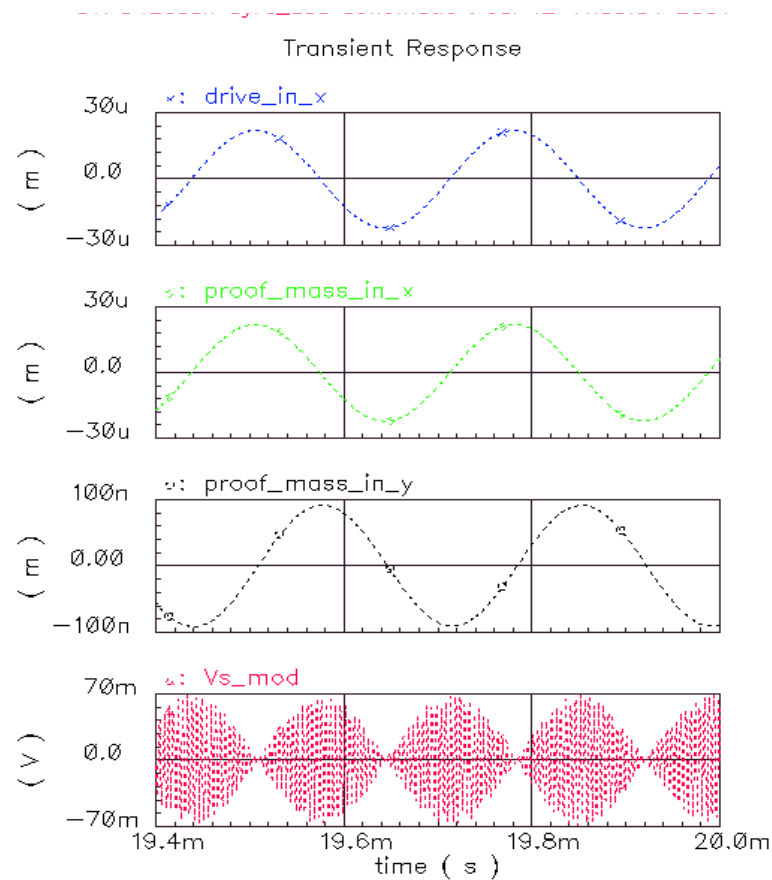 Transient Response
×: drive_in_x
30u
0.0
-30u
( m )
: proof_mass_in_x
30u
0.0
-30u
( m )
: proof_mass_in_y
100n
0.00
-100n
( m )
: Vs_mod
70m
0.0
-70m
( V )
19.4m 19.6m 19.8m 20.0m
time ( s )